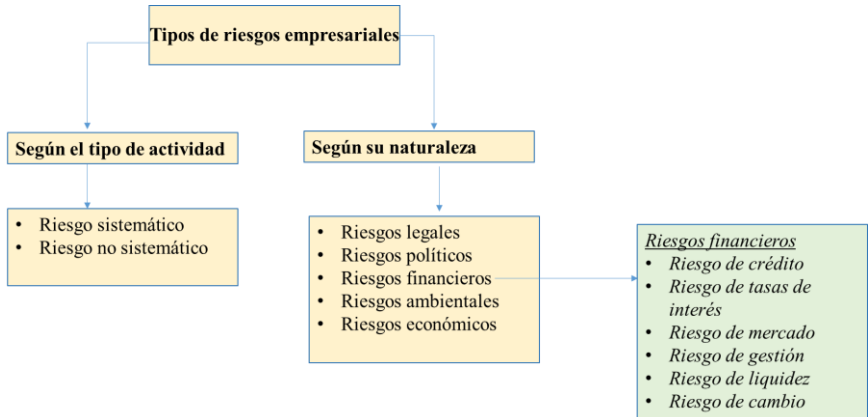 Tipos de riesgos empresariales
Según el tipo de actividad
Según su naturaleza
• Riesgo sistemático
• Riesgo no sistemático
• Riesgos legales
• Riesgos políticos
• Riesgos financieros
• Riesgos ambientales
• Riesgos económicos
Riesgos financieros
• Riesgo de crédito
• Riesgo de tasas de
interés
• Riesgo de mercado
• Riesgo de gestión
• Riesgo de liquidez
• Riesgo de cambio